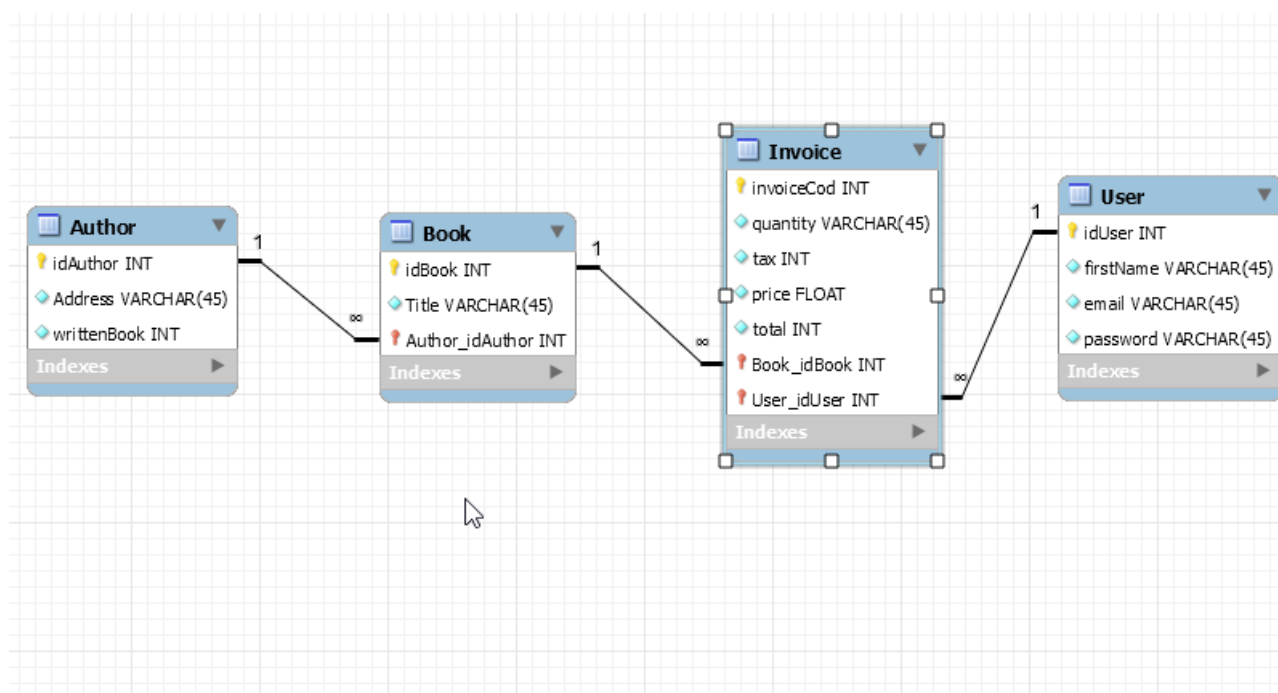 Author
idAuthor INT
Address VARCHAR(45)
writtenBook INT
Indexes
1
∞
Book
idBook INT
Title VARCHAR(45)
Author_idAuthor INT
Indexes
1
∞
Invoice
invoiceCod INT
quantity VARCHAR(45)
tax INT
price FLOAT
total INT
Book_idBook INT
User_idUser INT
Indexes
∞
1
User
idUser INT
firstName VARCHAR(45)
email VARCHAR(45)
password VARCHAR(45)
Indexes